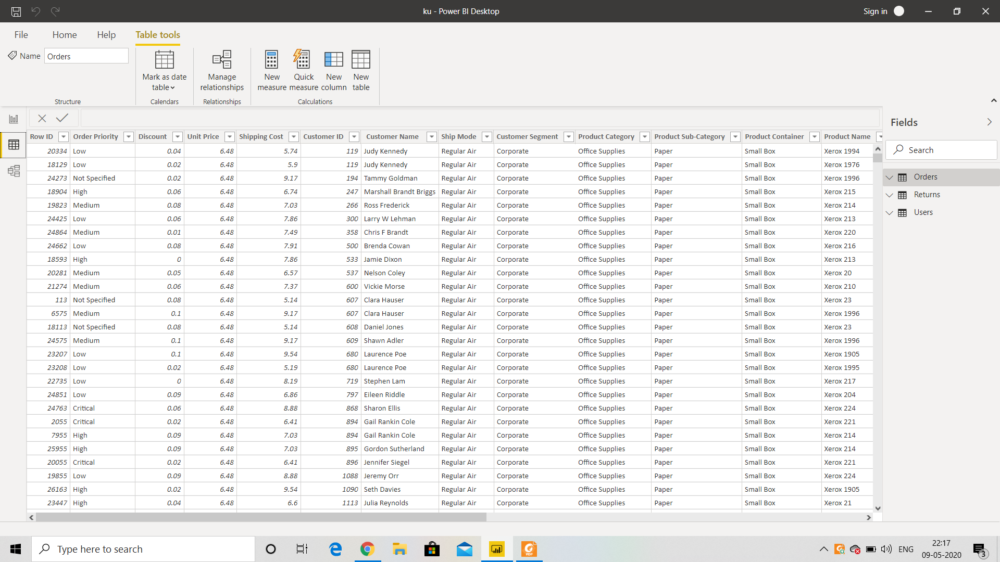 ku - Power BI Desktop
Sign in
File Home Help Table tools
Name Orders
Mark as date table
Manage relationships
New measure
Quick measure
New column
New table
Structure Calendars Relationships Calculations
Fields
Search
Orders
Returns
Users
Row ID Order Priority Discount Unit Price Shipping Cost Customer ID Customer Name Ship Mode Customer Segment Product Category Product Sub-Category Product Container Product Name
20334 Low 0.04 6.48 5.74 119 Judy Kennedy Regular Air Corporate Office Supplies Paper Small Box Xerox 1994
18129 Low 0.02 6.48 5.9 119 Judy Kennedy Regular Air Corporate Office Supplies Paper Small Box Xerox 1976
24273 Not Specified 0.02 6.48 9.17 194 Tammy Goldman Regular Air Corporate Office Supplies Paper Small Box Xerox 1996
18904 High 0.06 6.48 6.74 247 Marshall Brandt Briggs Regular Air Corporate Office Supplies Paper Small Box Xerox 215
19823 Medium 0.08 6.48 7.03 266 Ross Frederick Regular Air Corporate Office Supplies Paper Small Box Xerox 214
24425 Low 0.06 6.48 7.86 300 Larry W Lehman Regular Air Corporate Office Supplies Paper Small Box Xerox 213
24864 Medium 0.01 6.48 7.49 358 Chris F Brandt Regular Air Corporate Office Supplies Paper Small Box Xerox 220
24662 Low 0.08 6.48 7.91 500 Brenda Cowan Regular Air Corporate Office Supplies Paper Small Box Xerox 216
18593 High 0 6.48 7.86 533 Jamie Dixon Regular Air Corporate Office Supplies Paper Small Box Xerox 213
20281 Medium 0.05 6.48 6.57 537 Nelson Coley Regular Air Corporate Office Supplies Paper Small Box Xerox 20
21274 Medium 0.06 6.48 7.37 600 Vickie Morse Regular Air Corporate Office Supplies Paper Small Box Xerox 210
113 Not Specified 0.08 6.48 5.14 607 Clara Hauser Regular Air Corporate Office Supplies Paper Small Box Xerox 23
6575 Medium 0.1 6.48 9.17 607 Clara Hauser Regular Air Corporate Office Supplies Paper Small Box Xerox 1996
18113 Not Specified 0.08 6.48 5.14 608 Daniel Jones Regular Air Corporate Office Supplies Paper Small Box Xerox 23
24575 Medium 0.1 6.48 9.17 609 Shawn Adler Regular Air Corporate Office Supplies Paper Small Box Xerox 1996
23207 Low 0.1 6.48 9.54 680 Laurence Poe Regular Air Corporate Office Supplies Paper Small Box Xerox 1905
23208 Low 0.02 6.48 5.19 680 Laurence Poe Regular Air Corporate Office Supplies Paper Small Box Xerox 1995
22735 Low 0 6.48 8.19 719 Stephen Lam Regular Air Corporate Office Supplies Paper Small Box Xerox 217
24851 Low 0.09 6.48 6.86 797 Eileen Riddle Regular Air Corporate Office Supplies Paper Small Box Xerox 204
24763 Critical 0.06 6.48 8.88 868 Sharon Ellis Regular Air Corporate Office Supplies Paper Small Box Xerox 224
2055 Critical 0.02 6.48 6.41 894 Gail Rankin Cole Regular Air Corporate Office Supplies Paper Small Box Xerox 221
7955 High 0.09 6.48 7.03 894 Gail Rankin Cole Regular Air Corporate Office Supplies Paper Small Box Xerox 214
25955 High 0.09 6.48 7.03 895 Gordon Sutherland Regular Air Corporate Office Supplies Paper Small Box Xerox 214
20055 Critical 0.02 6.48 6.41 896 Jennifer Siegel Regular Air Corporate Office Supplies Paper Small Box Xerox 221
19855 Low 0.09 6.48 8.88 1088 Jeremy Orr Regular Air Corporate Office Supplies Paper Small Box Xerox 224
26163 High 0.02 6.48 9.54 1090 Seth Davies Regular Air Corporate Office Supplies Paper Small Box Xerox 1905
23447 High 0.04 6.48 6.6 1113 Julia Reynolds Regular Air Corporate Office Supplies Paper Small Box Xerox 21
Type here to search
PDF
ENG
22:17
09-05-2020
3